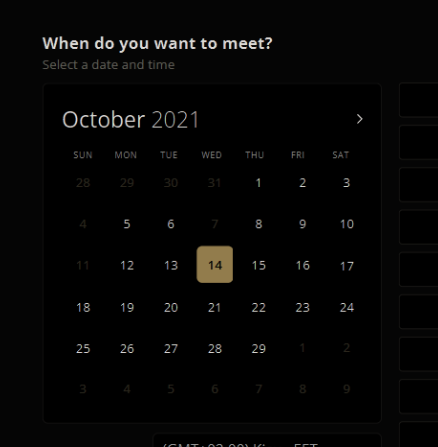 When do you want to meet?
Select a date and time
October 2021
SUN MON TUE WED THU FRI SAT
28 29 30 31 1 2 3
4 5 6 7 8 9 10
11 12 13 14 15 16 17
18 19 20 21 22 23 24
25 26 27 28 29 1 2
3 4 5 6 7 8 9